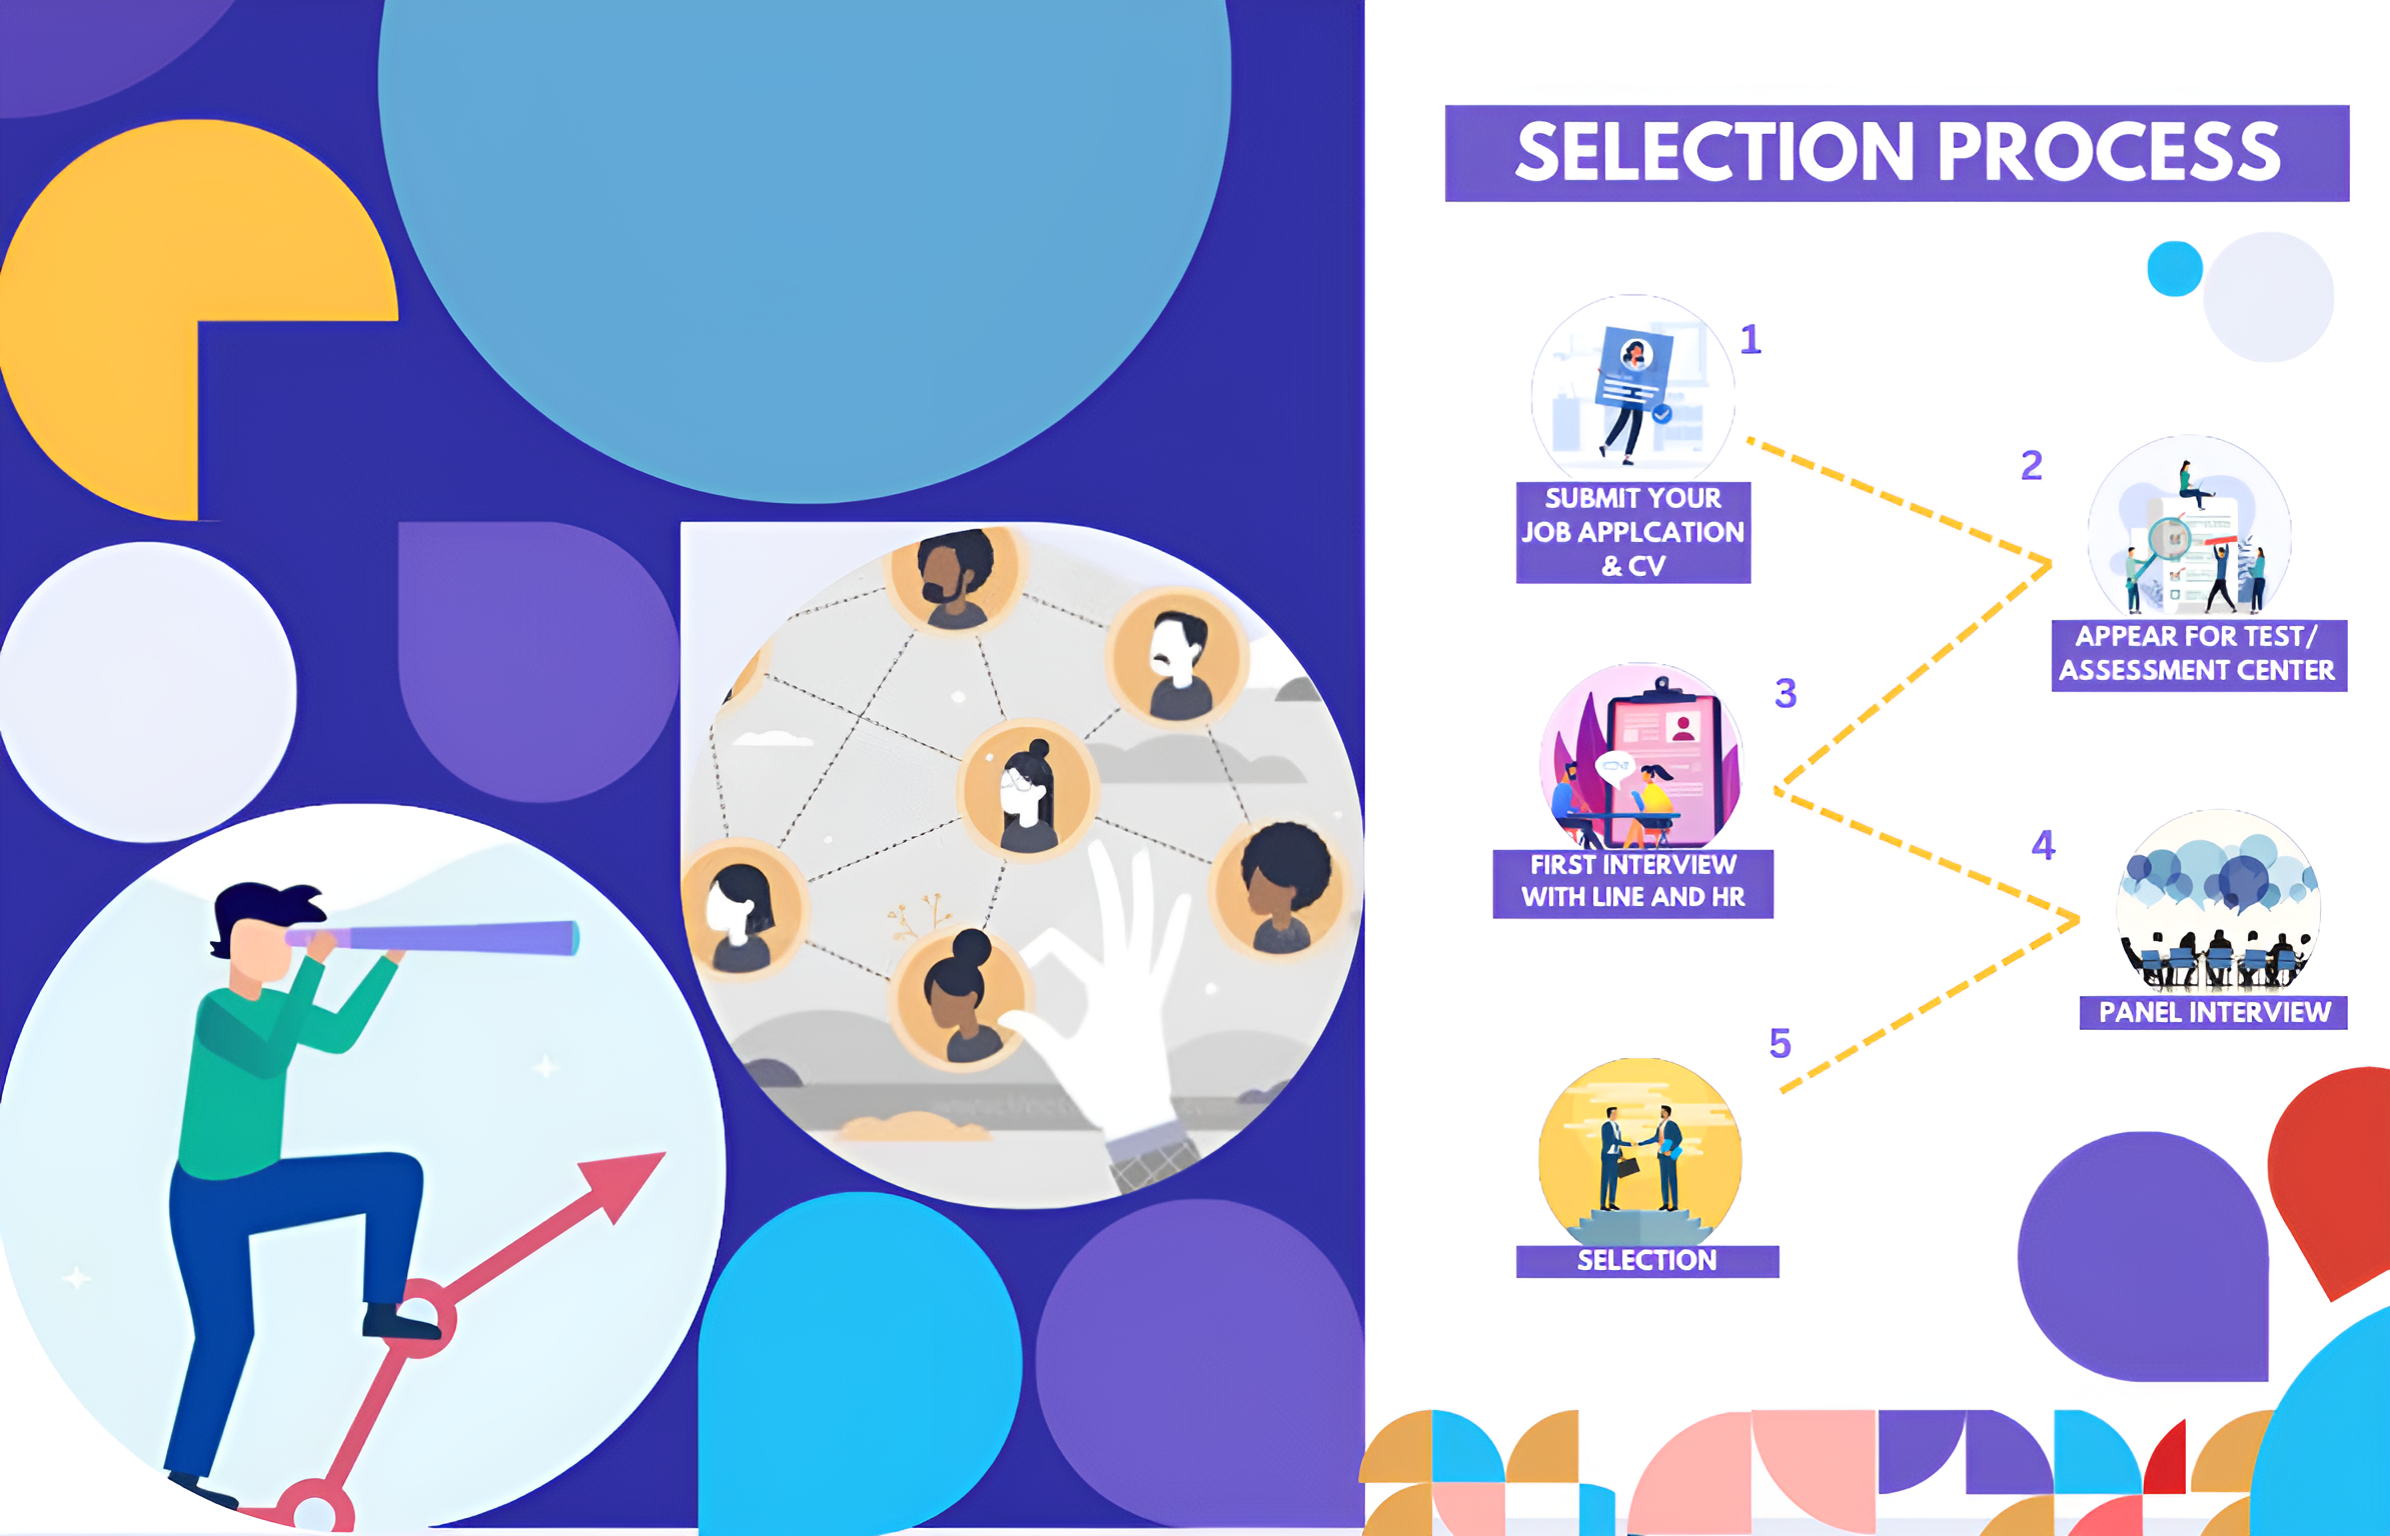 SELECTION PROCESS
1
SUBMIT YOUR
JOB APPLCATION
& CV
2
APPEAR FOR TEST/
ASSESSMENT CENTER
3
FIRST INTERVIEW
WITH LINE AND HR
4
PANEL INTERVIEW
5
SELECTION